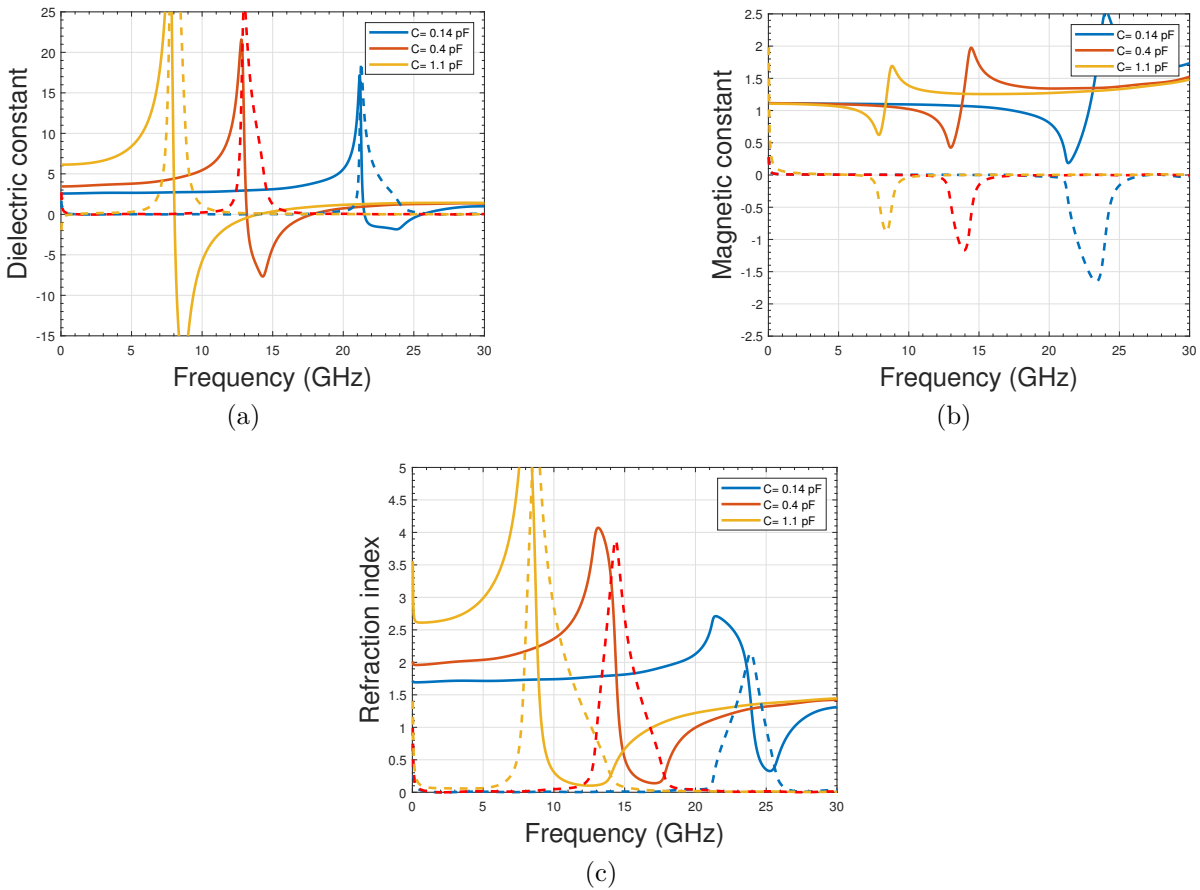 25
20
15
10
5
0
-5
-10
-15
0 5 10 15 20 25 30
Dielectric constant
Frequency (GHz)
C= 0.14 pF
C= 0.4 pF
C= 1.1 pF
(a)
2.5
2
1.5
1
0.5
0
-0.5
-1
-1.5
-2
-2.5
0 5 10 15 20 25 30
Magnetic constant
Frequency (GHz)
C= 0.14 pF
C= 0.4 pF
C= 1.1 pF
(b)
5
4.5
4
3.5
3
2.5
2
1.5
1
0.5
0
0 5 10 15 20 25 30
Refraction index
Frequency (GHz)
C= 0.14 pF
C= 0.4 pF
C= 1.1 pF
(c)